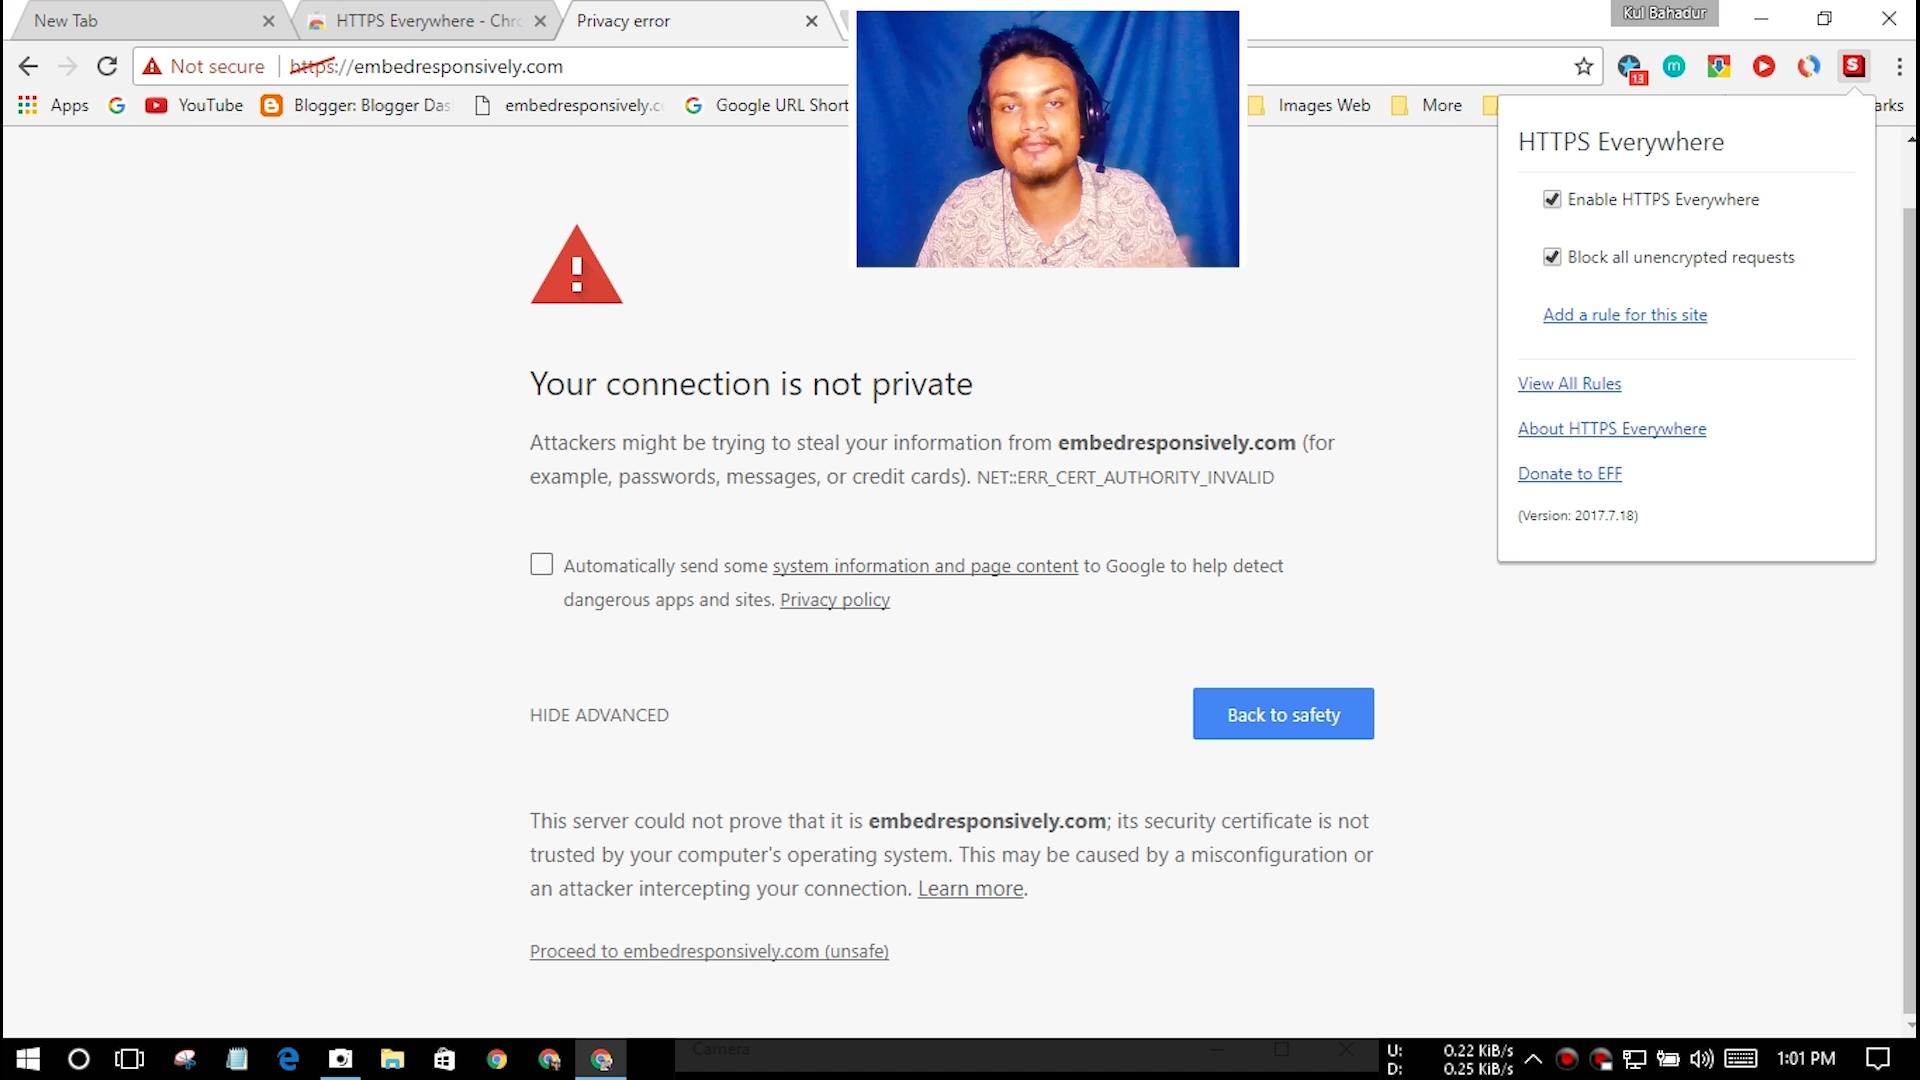 New Tab
HTTPS Everywhere - Chr
Privacy error
Kul Bahadur
Not secure
https://embedresponsively.com
13
m
S
Apps
YouTube
Blogger: Blogger Das
embedresponsively.c
Google URL Short
Images Web
More
arks
HTTPS Everywhere
Enable HTTPS Everywhere
Block all unencrypted requests
Add a rule for this site
View All Rules
About HTTPS Everywhere
Donate to EFF
(Version: 2017.7.18)
Your connection is not private
Attackers might be trying to steal your information from embedresponsively.com (for
example, passwords, messages, or credit cards). NET::ERR_CERT_AUTHORITY_INVALID
Automatically send some system information and page content to Google to help detect
dangerous apps and sites. Privacy policy
HIDE ADVANCED
Back to safety
This server could not prove that it is embedresponsively.com; its security certificate is not
trusted by your computer's operating system. This may be caused by a misconfiguration or
an attacker intercepting your connection. Learn more.
Proceed to embedresponsively.com (unsafe)
Camera
U: 0.22 KiB/s
D: 0.25 KiB/s
1:01 PM